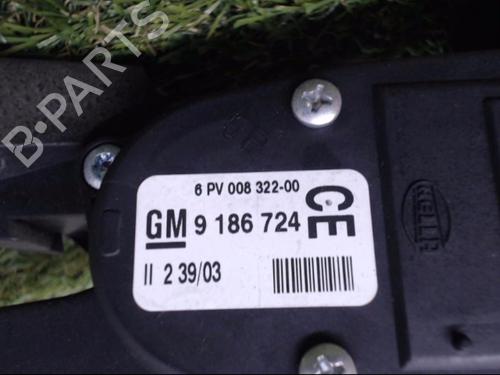 B-PARTS
6 PV 008 322-00
GM 9 186 724 CE
II 2 39/03
HELLA